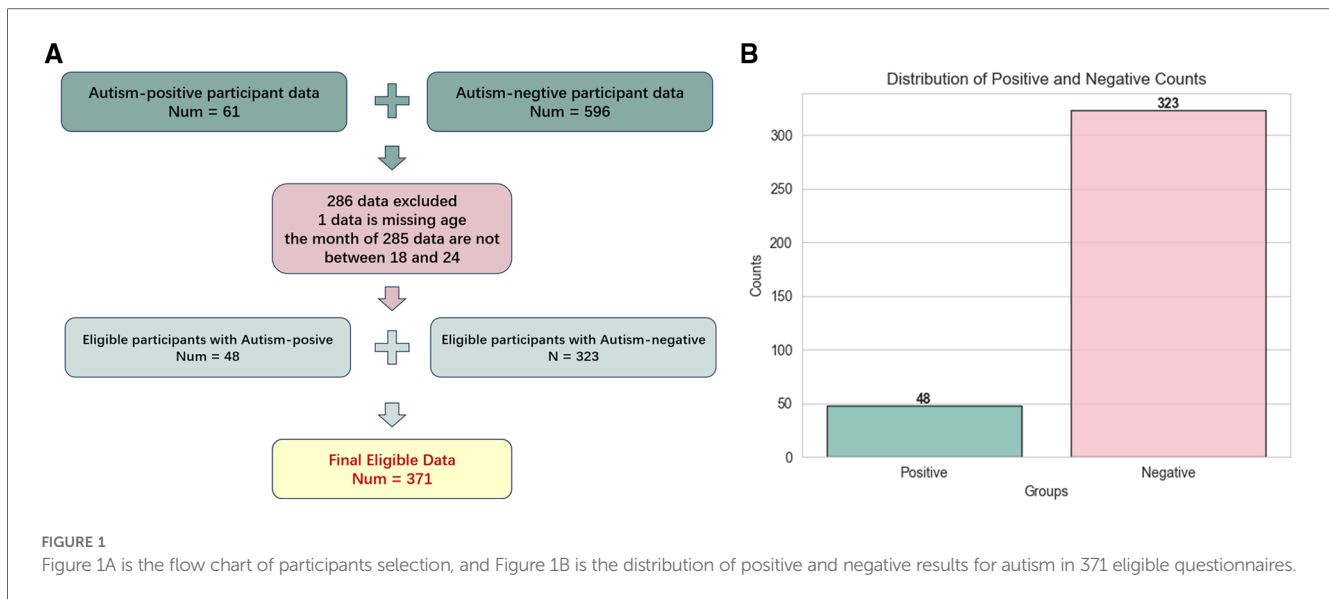 A
Autism-positive participant data
Num = 61
Autism-negtive participant data
Num = 596
286 data excluded
1 data is missing age
the month of 285 data are not
between 18 and 24
Eligible participants with Autism-posive
Num = 48
Eligible participants with Autism-negative
N = 323
Final Eligible Data
Num = 371
B
Distribution of Positive and Negative Counts
323
48
300
250
200
150
100
50
0
Counts
Positive
Negative
Groups
FIGURE 1
Figure 1A is the flow chart of participants selection, and Figure 1B is the distribution of positive and negative results for autism in 371 eligible questionnaires.